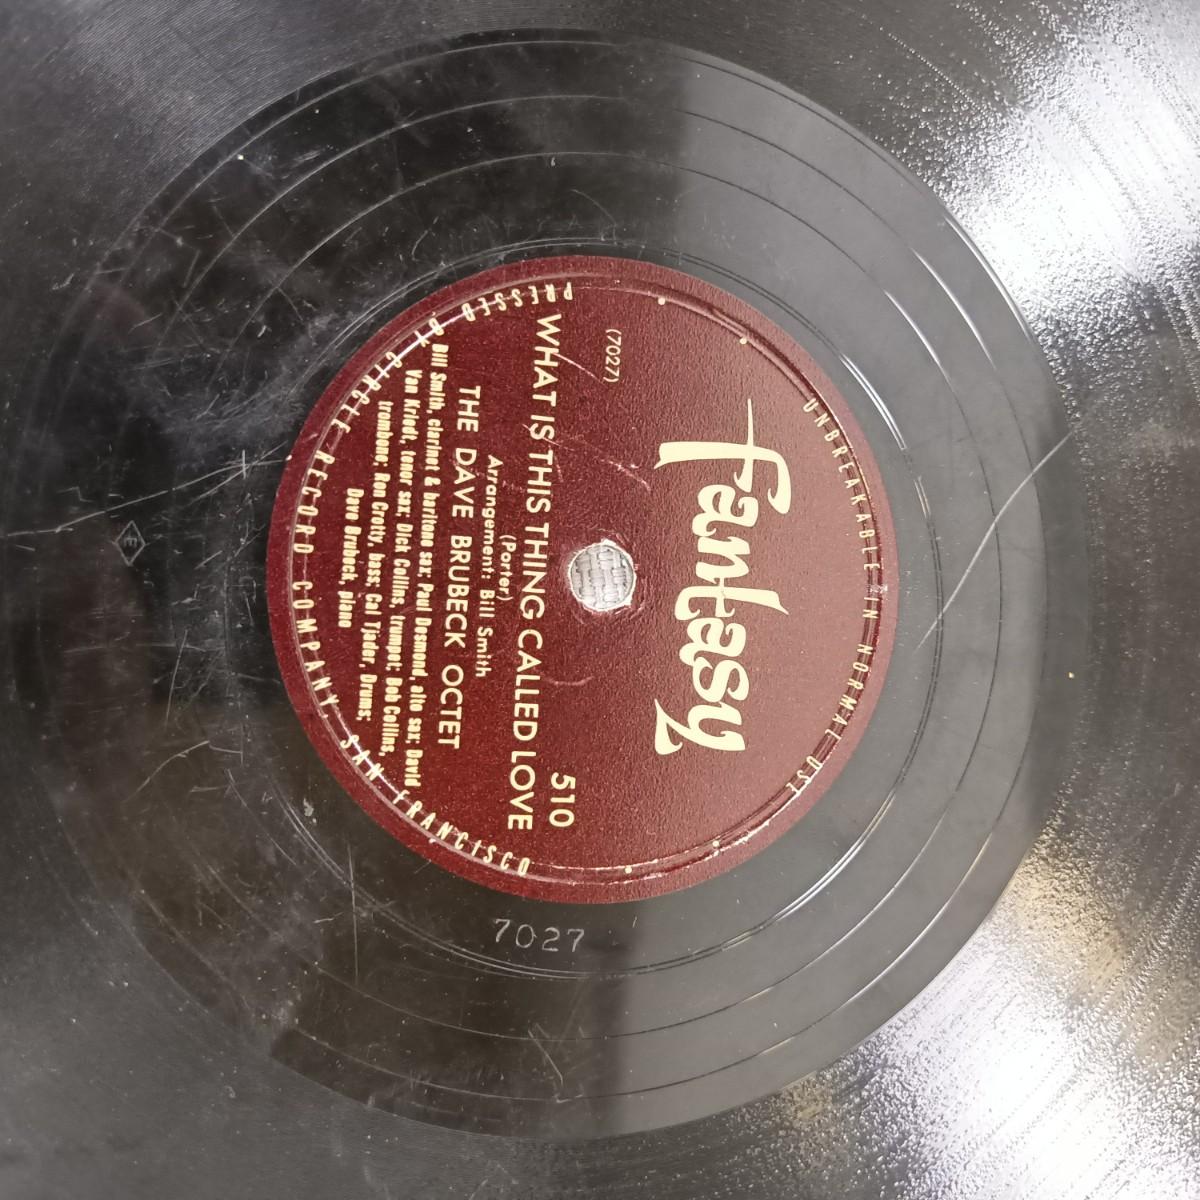 UNBREAKABLE IN NORMAL USE
Fantasy
(7027)
510
WHAT IS THIS THING CALLED LOVE
(Porter)
Arrangement: Bill Smith
THE DAVE BRUBECK OCTET
Bill Smith, clarinet & baritone sax; Paul Desmond, alto sax; David
Van Kriedt, tenor sax; Dick Collins, trumpet; Bob Collins,
trombone; Ron Crotty, bass; Cal Tjader, Drums;
Dave Brubeck, piano
PRESSED BY CIRCLE RECORD COMPANY, SAN FRANCISCO
7027
E